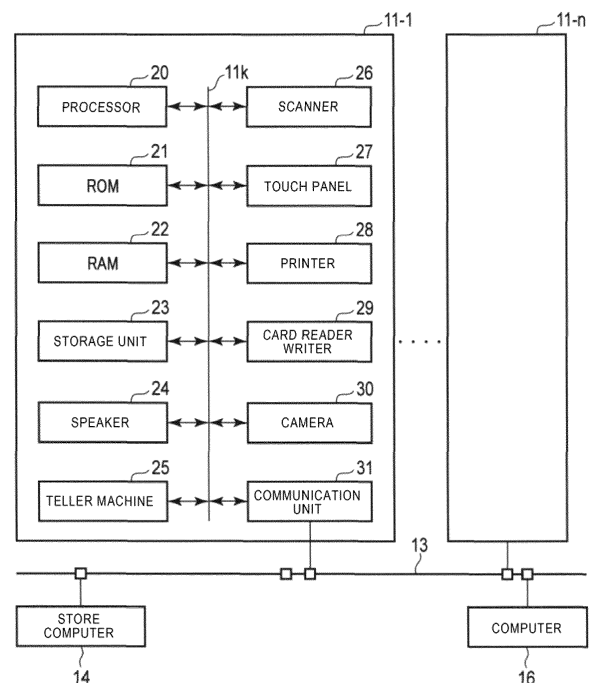 11-1
11-n
20
11k
26
PROCESSOR
SCANNER
21
27
ROM
TOUCH PANEL
22
28
RAM
PRINTER
23
29
STORAGE UNIT
CARD READER
WRITER
24
30
SPEAKER
CAMERA
25
31
TELLER MACHINE
COMMUNICATION
UNIT
13
STORE
COMPUTER
COMPUTER
14
16